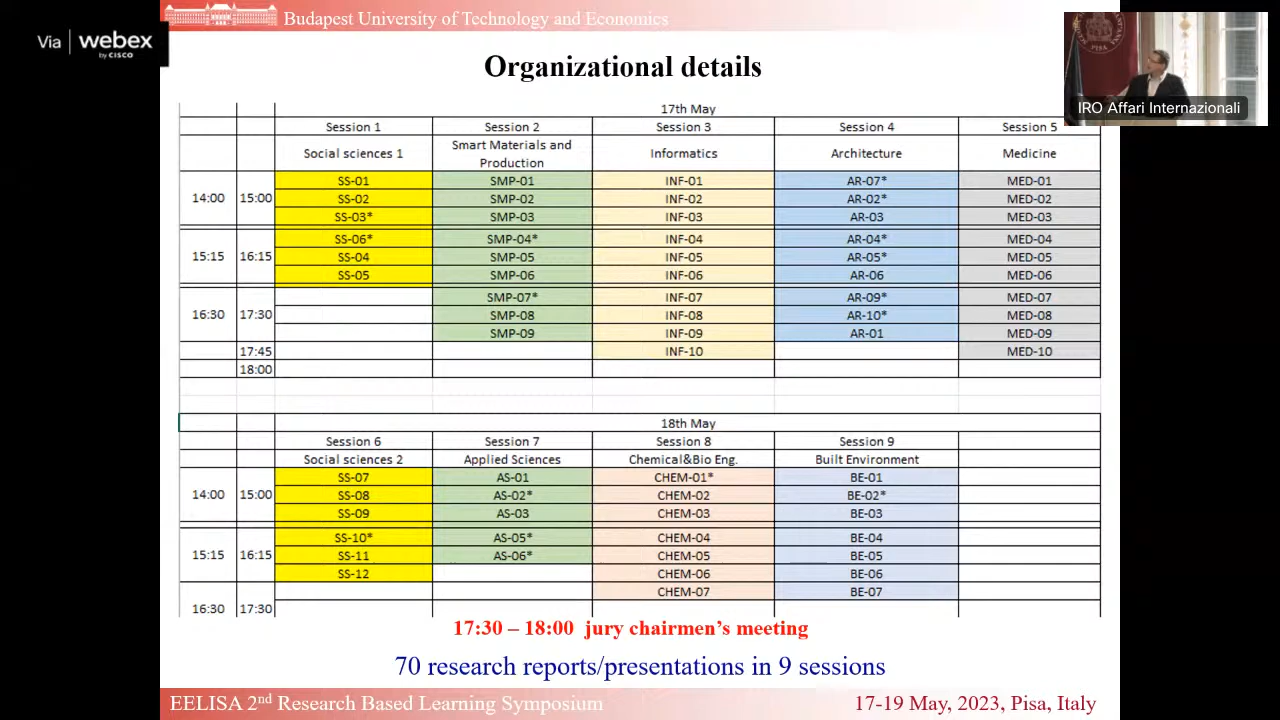 Via webex
by CISCO
Budapest University of Technology and Economics
PISA
IRO Affari Internazionali
Organizational details
17th May
Session 1 Session 2 Session 3 Session 4 Session 5
Social sciences 1 Smart Materials and Production Informatics Architecture Medicine
14:00 15:00
SS-01 SMP-01 INF-01 AR-07* MED-01
SS-02 SMP-02 INF-02 AR-02* MED-02
SS-03* SMP-03 INF-03 AR-03 MED-03
15:15 16:15
SS-06* SMP-04* INF-04 AR-04* MED-04
SS-04 SMP-05 INF-05 AR-05* MED-05
SS-05 SMP-06 INF-06 AR-06 MED-06
16:30 17:30
SMP-07* INF-07 AR-09* MED-07
SMP-08 INF-08 AR-10* MED-08
SMP-09 INF-09 AR-01 MED-09
17:45 INF-10 MED-10
18:00
18th May
Session 6 Session 7 Session 8 Session 9
Social sciences 2 Applied Sciences Chemical&Bio Eng. Built Environment
14:00 15:00
SS-07 AS-01 CHEM-01* BE-01
SS-08 AS-02* CHEM-02 BE-02*
SS-09 AS-03 CHEM-03 BE-03
15:15 16:15
SS-10* AS-05* CHEM-04 BE-04
SS-11 AS-06* CHEM-05 BE-05
SS-12 CHEM-06 BE-06
CHEM-07 BE-07
16:30 17:30
17:30 – 18:00 jury chairmen’s meeting
70 research reports/presentations in 9 sessions
EELISA 2nd Research Based Learning Symposium
17-19 May, 2023, Pisa, Italy